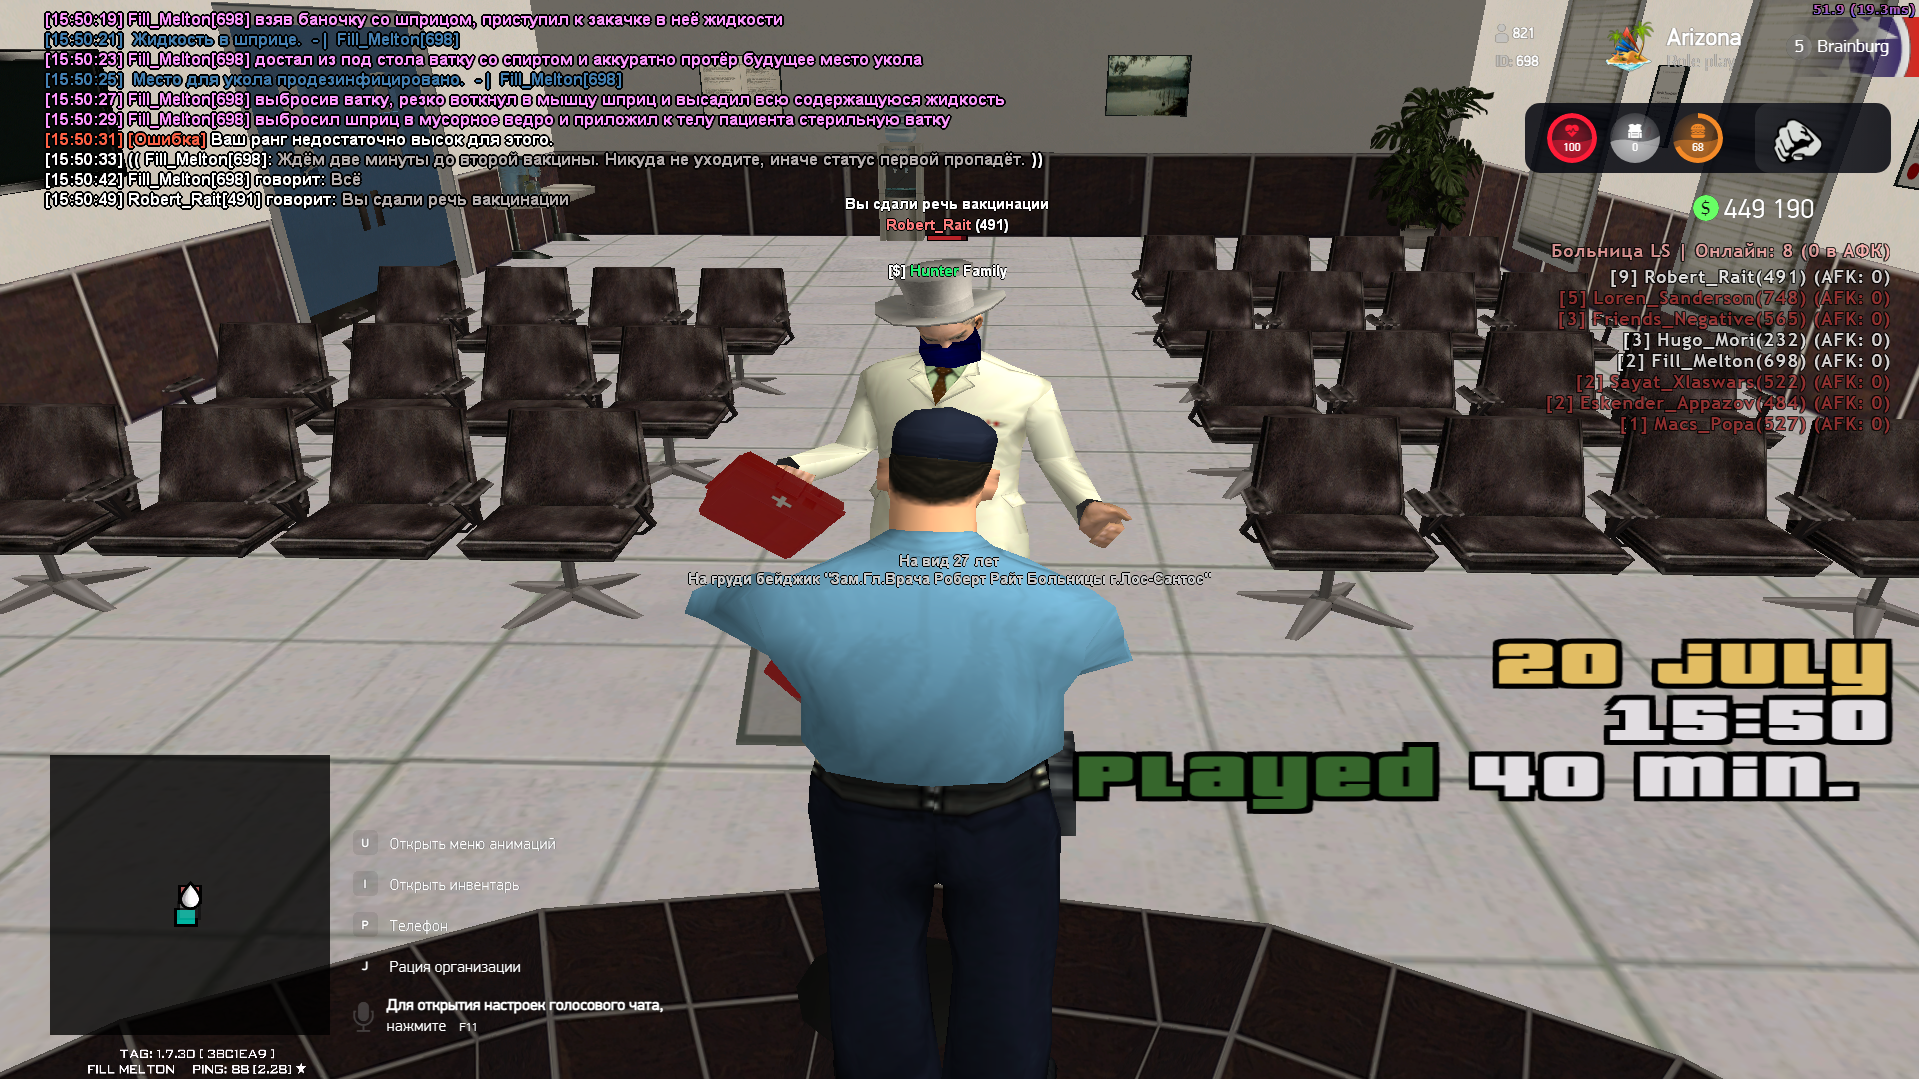 [15:50:19] Fill_Melton[698] взяв баночку со шприцом, приступил к закачке в неё жидкости
[15:50:21] Жидкость в шприце. - | Fill_Melton[698]
[15:50:23] Fill_Melton[698] достал из под стола ватку со спиртом и аккуратно протёр будущее место укола
[15:50:25] Место для укола продезинфицировано. - | Fill_Melton[698]
[15:50:27] Fill_Melton[698] выбросив ватку, резко воткнул в мышцу шприц и высадил всю содержащуюся жидкость
[15:50:29] Fill_Melton[698] выбросил шприц в мусорное ведро и приложил к телу пациента стерильную ватку
[15:50:31] [Ошибка] Ваш ранг недостаточно высок для этого.
[15:50:33] (( Fill_Melton[698]: Ждём две минуты до второй вакцины. Никуда не уходите, иначе статус первой пропадёт. ))
[15:50:42] Fill_Melton[698] говорит: Всё
[15:50:49] Robert_Rait[491] говорит: Вы сдали речь вакцинации
51.9 (19.3ms)
821
ID: 698
Arizona
Role play
5 Brainburg
100
0
68
$ 449 190
Больница LS | Онлайн: 8 (0 в АФК)
[9] Robert_Rait(491) (AFK: 0)
[5] Loren_Sanderson(748) (AFK: 0)
[3] Friends_Negative(565) (AFK: 0)
[3] Hugo_Mori(232) (AFK: 0)
[2] Fill_Melton(698) (AFK: 0)
[2] Sayat_Xlaswars(522) (AFK: 0)
[2] Eskender_Appazov(484) (AFK: 0)
[1] Macs_Popa(527) (AFK: 0)
Вы сдали речь вакцинации
Robert_Rait (491)
[$] Hunter Family
На вид 27 лет
На груди бейджик "Зам.Гл.Врача Роберт Райт Больницы г.Лос-Сантос"
20 July
15:50
Played 40 min.
U Открыть меню анимаций
I Открыть инвентарь
P Телефон
J Рация организации
Для открытия настроек голосового чата,
нажмите F11
TAG: 1.7.30 [ 38C1EA9 ]
FILL MELTON PING: 88 [2.28] ★